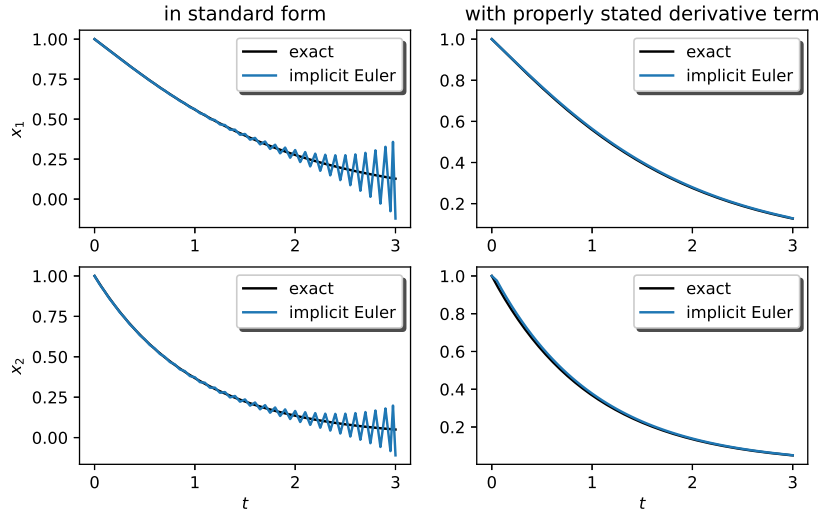 in standard form
with properly stated derivative term
1.00
0.75
0.50
0.25
0.00
x1
0
1
2
3
exact
implicit Euler
1.0
0.8
0.6
0.4
0.2
0
1
2
3
exact
implicit Euler
1.00
0.75
0.50
0.25
0.00
x2
0
1
2
3
t
exact
implicit Euler
1.0
0.8
0.6
0.4
0.2
0
1
2
3
t
exact
implicit Euler